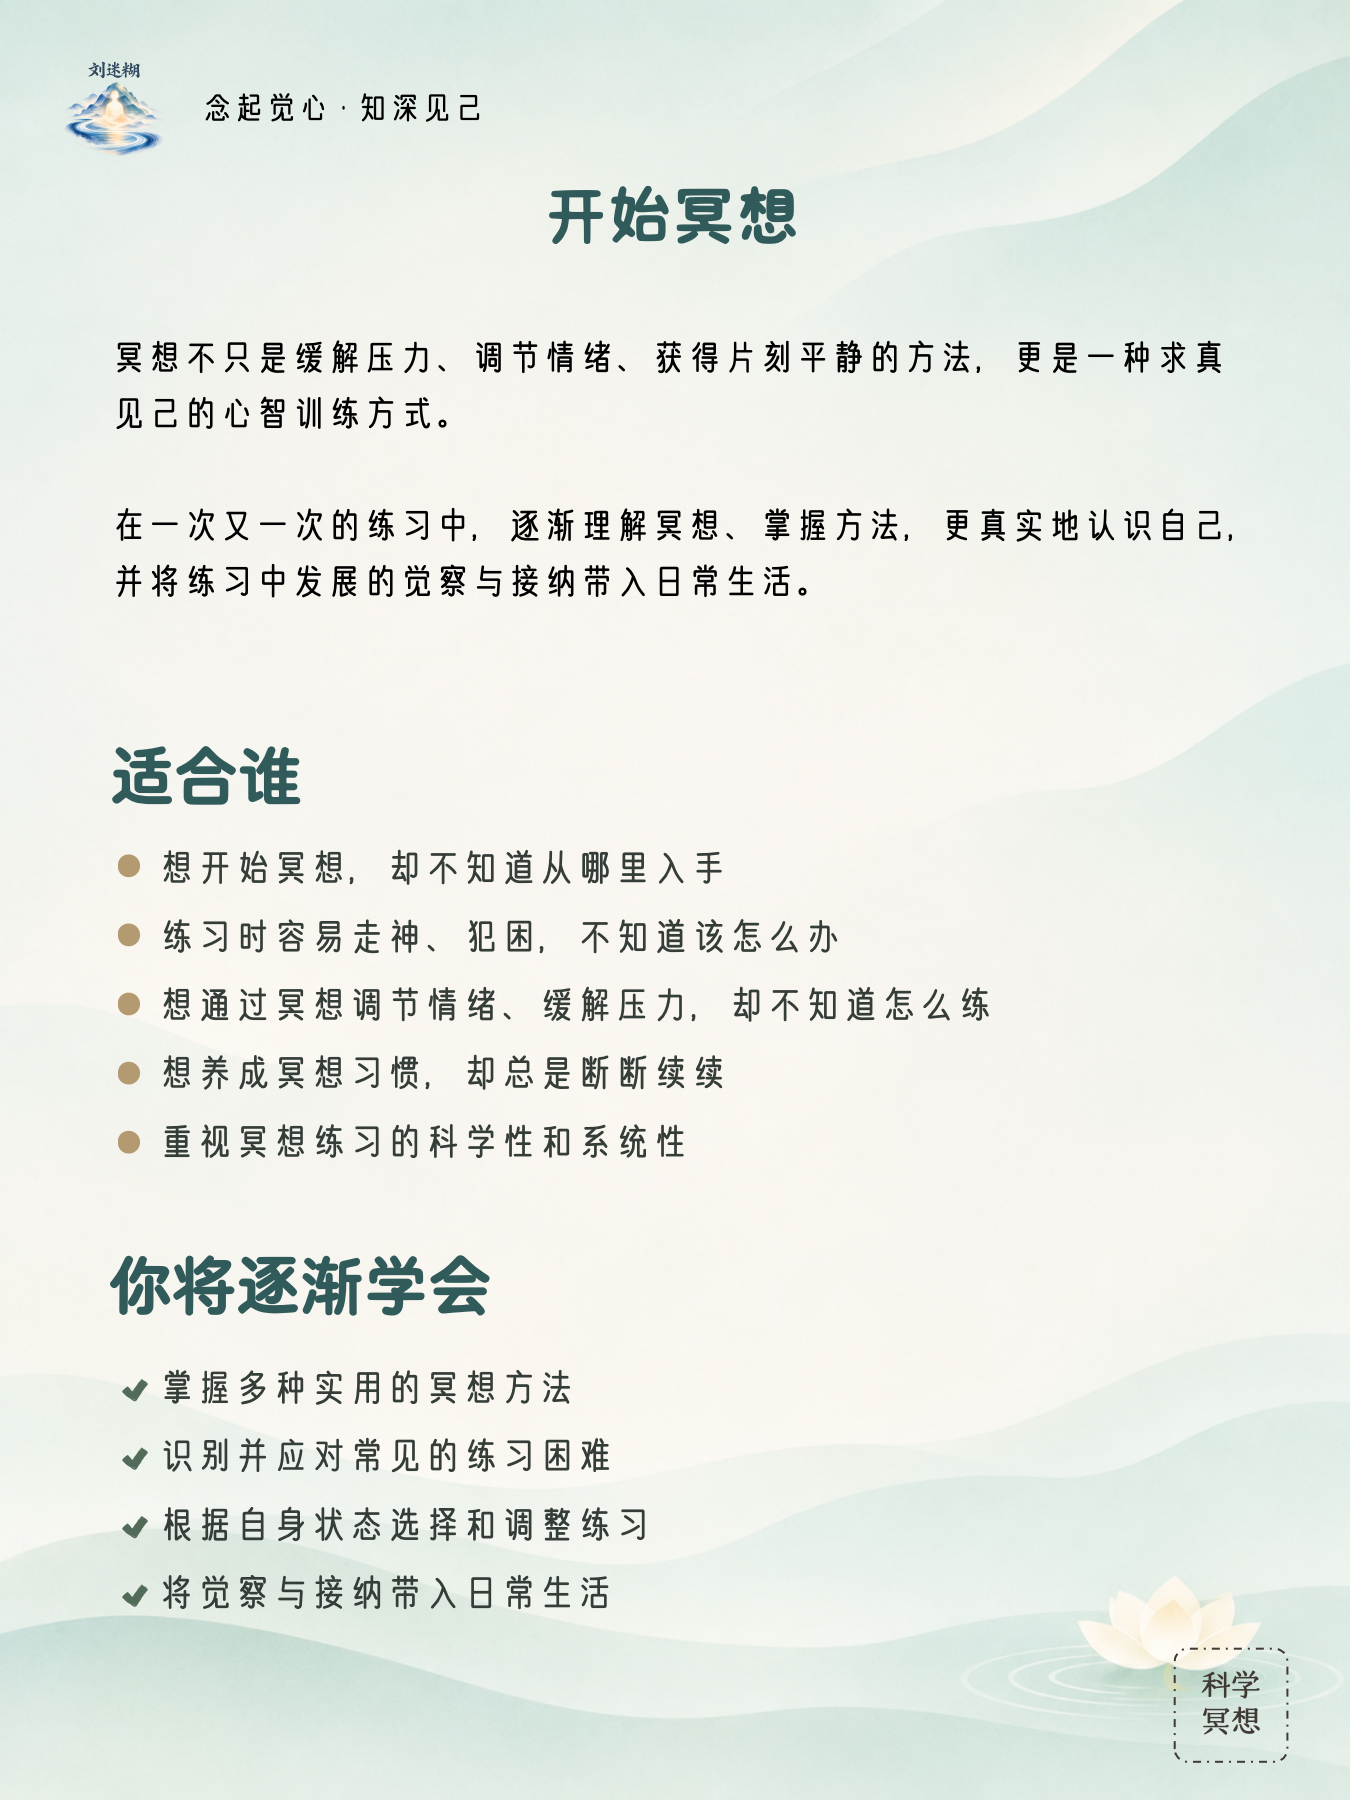 刘迷糊
念起觉心·知深见己
开始冥想
冥想不只是缓解压力、调节情绪、获得片刻平静的方法，更是一种求真
见己的心智训练方式。
在一次又一次的练习中，逐渐理解冥想、掌握方法，更真实地认识自己，
并将练习中发展的觉察与接纳带入日常生活。
适合谁
想开始冥想，却不知道从哪里入手
练习时容易走神、犯困，不知道该怎么办
想通过冥想调节情绪、缓解压力，却不知道怎么练
想养成冥想习惯，却总是断断续续
重视冥想练习的科学性和系统性
你将逐渐学会
掌握多种实用的冥想方法
识别并应对常见的练习困难
根据自身状态选择和调整练习
将觉察与接纳带入日常生活
科学
冥想